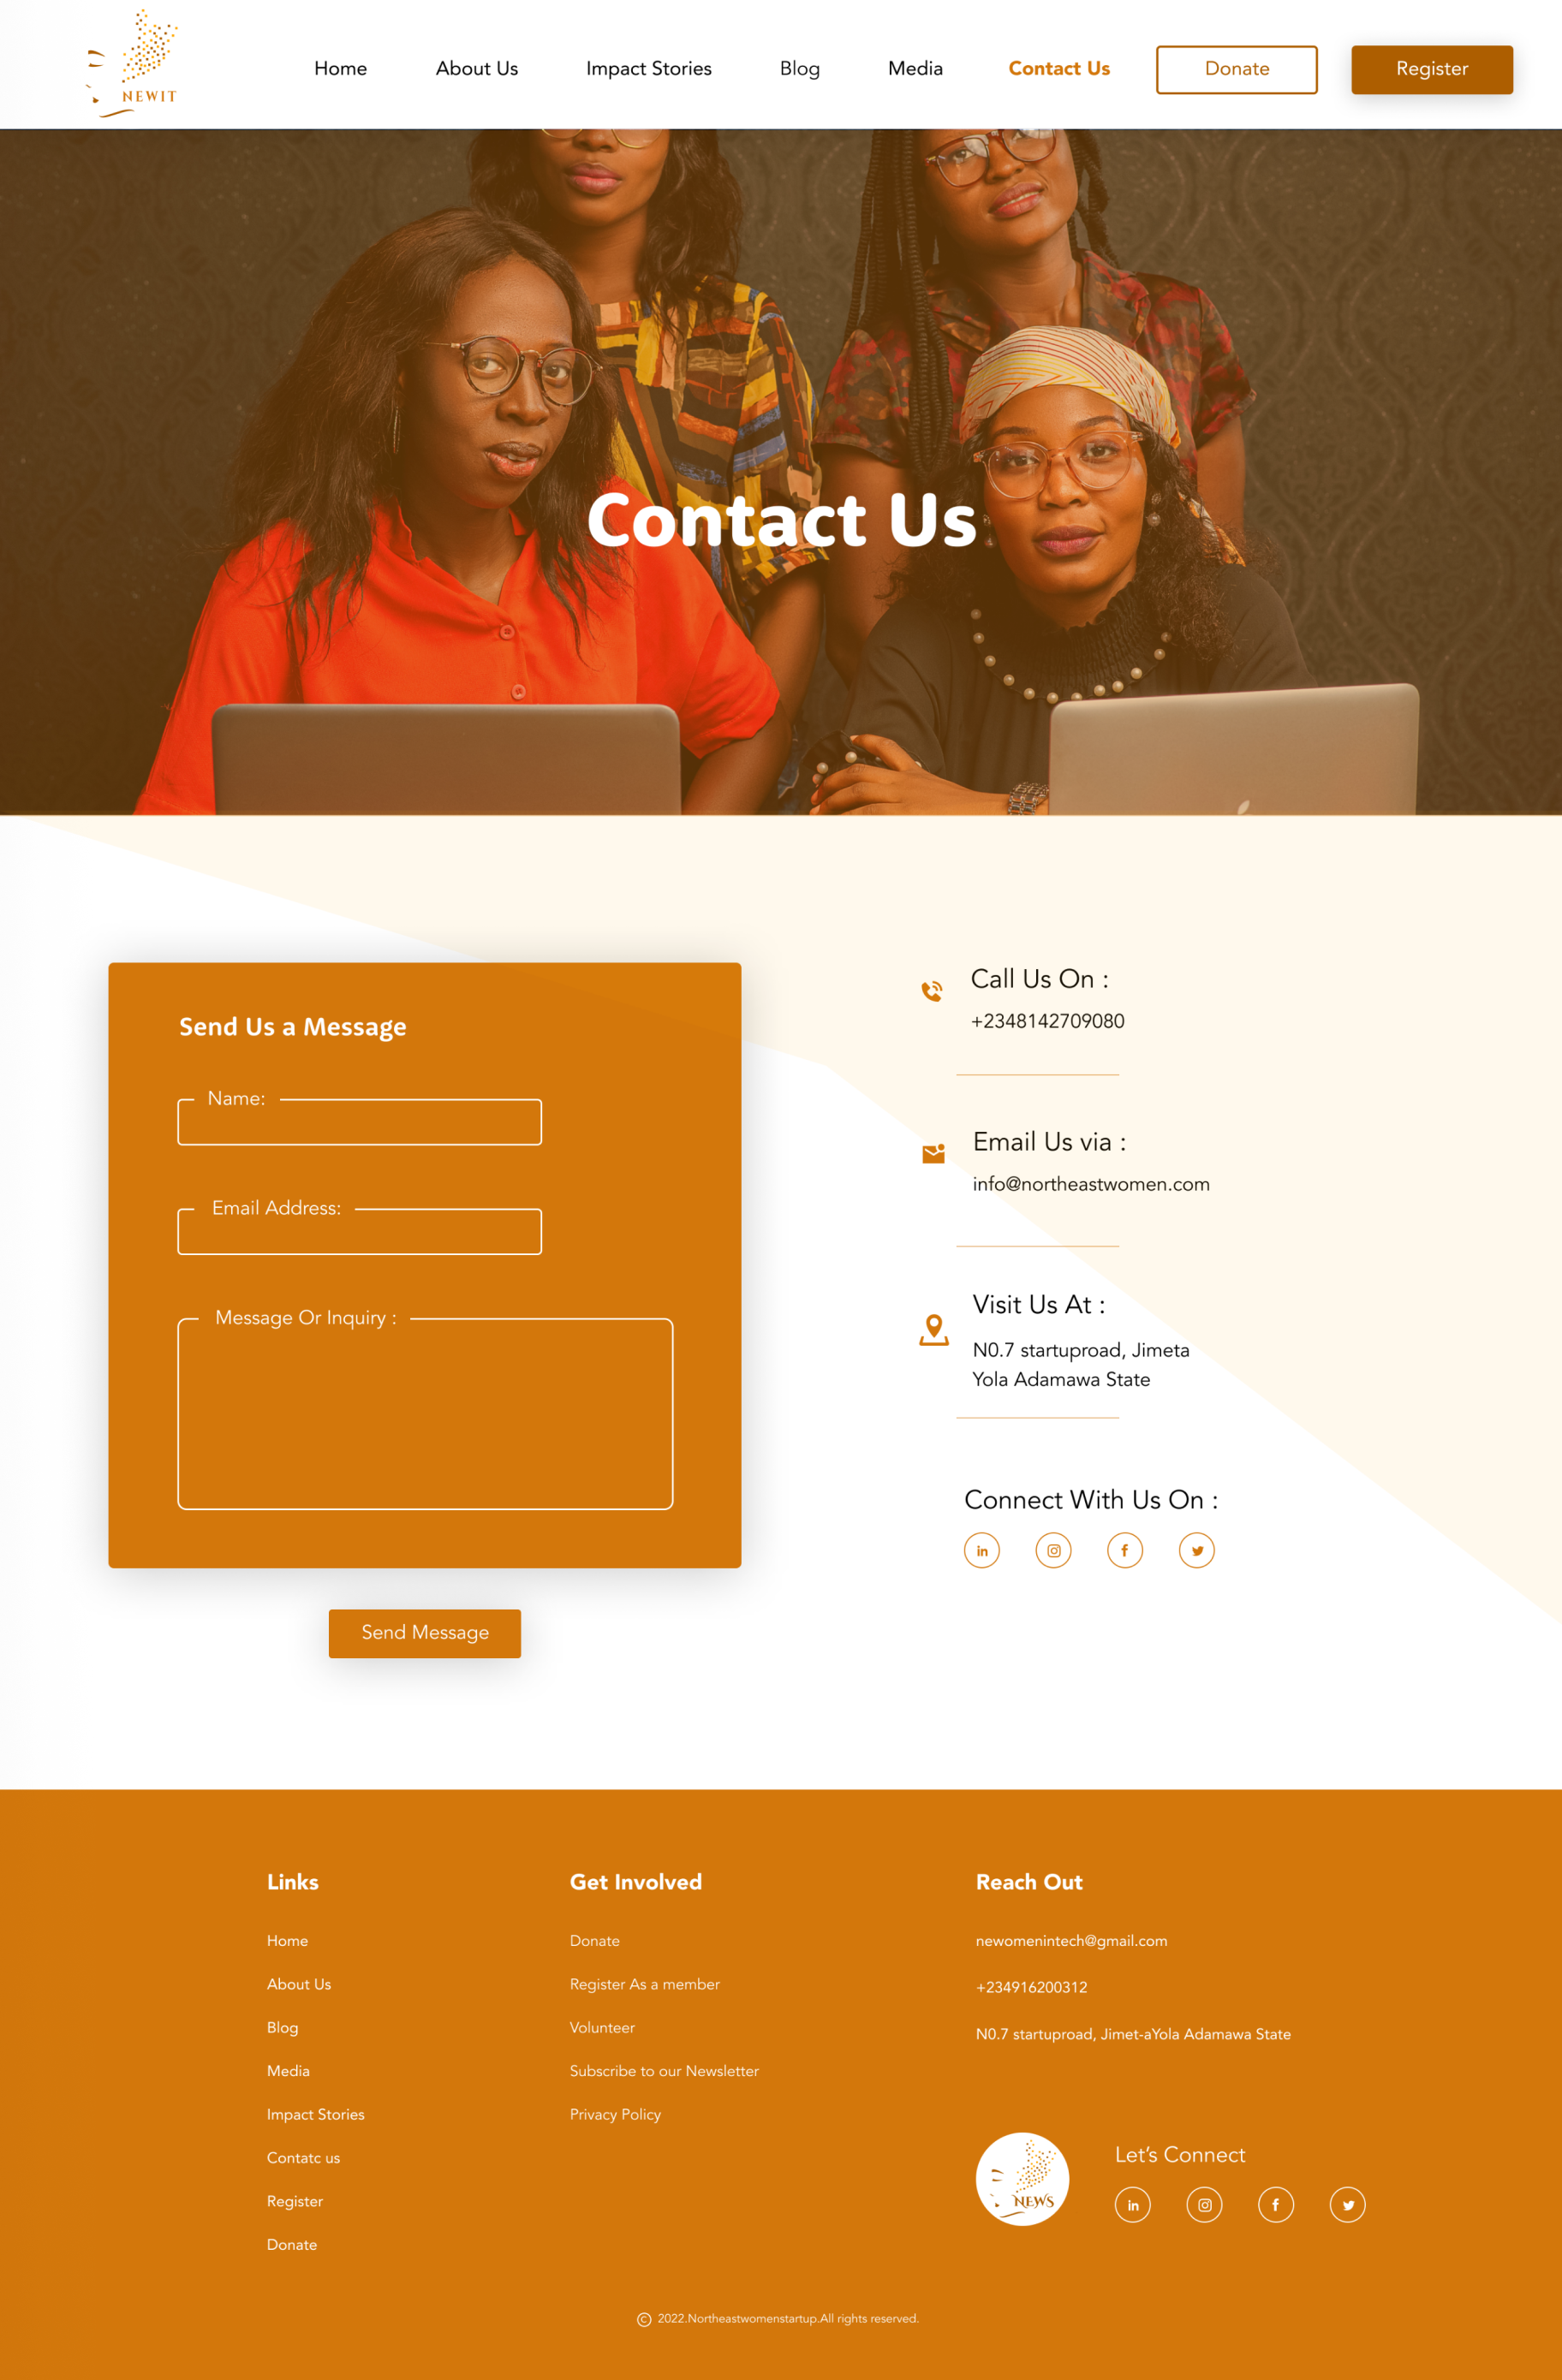 NEWIT
Home
About Us
Impact Stories
Blog
Media
Contact Us
Donate
Register
Contact Us
Send Us a Message
Name:
Email Address:
Message Or Inquiry :
Send Message
Call Us On :
+2348142709080
Email Us via :
info@northeastwomen.com
Visit Us At :
N0.7 startuproad, Jimeta
Yola Adamawa State
Connect With Us On :
in
f
Links
Home
About Us
Blog
Media
Impact Stories
Contatc us
Register
Donate
Get Involved
Donate
Register As a member
Volunteer
Subscribe to our Newsletter
Privacy Policy
Reach Out
newomenintech@gmail.com
+234916200312
N0.7 startuproad, Jimet-aYola Adamawa State
NEWS
Let’s Connect
in
f
© 2022.Northeastwomenstartup.All rights reserved.